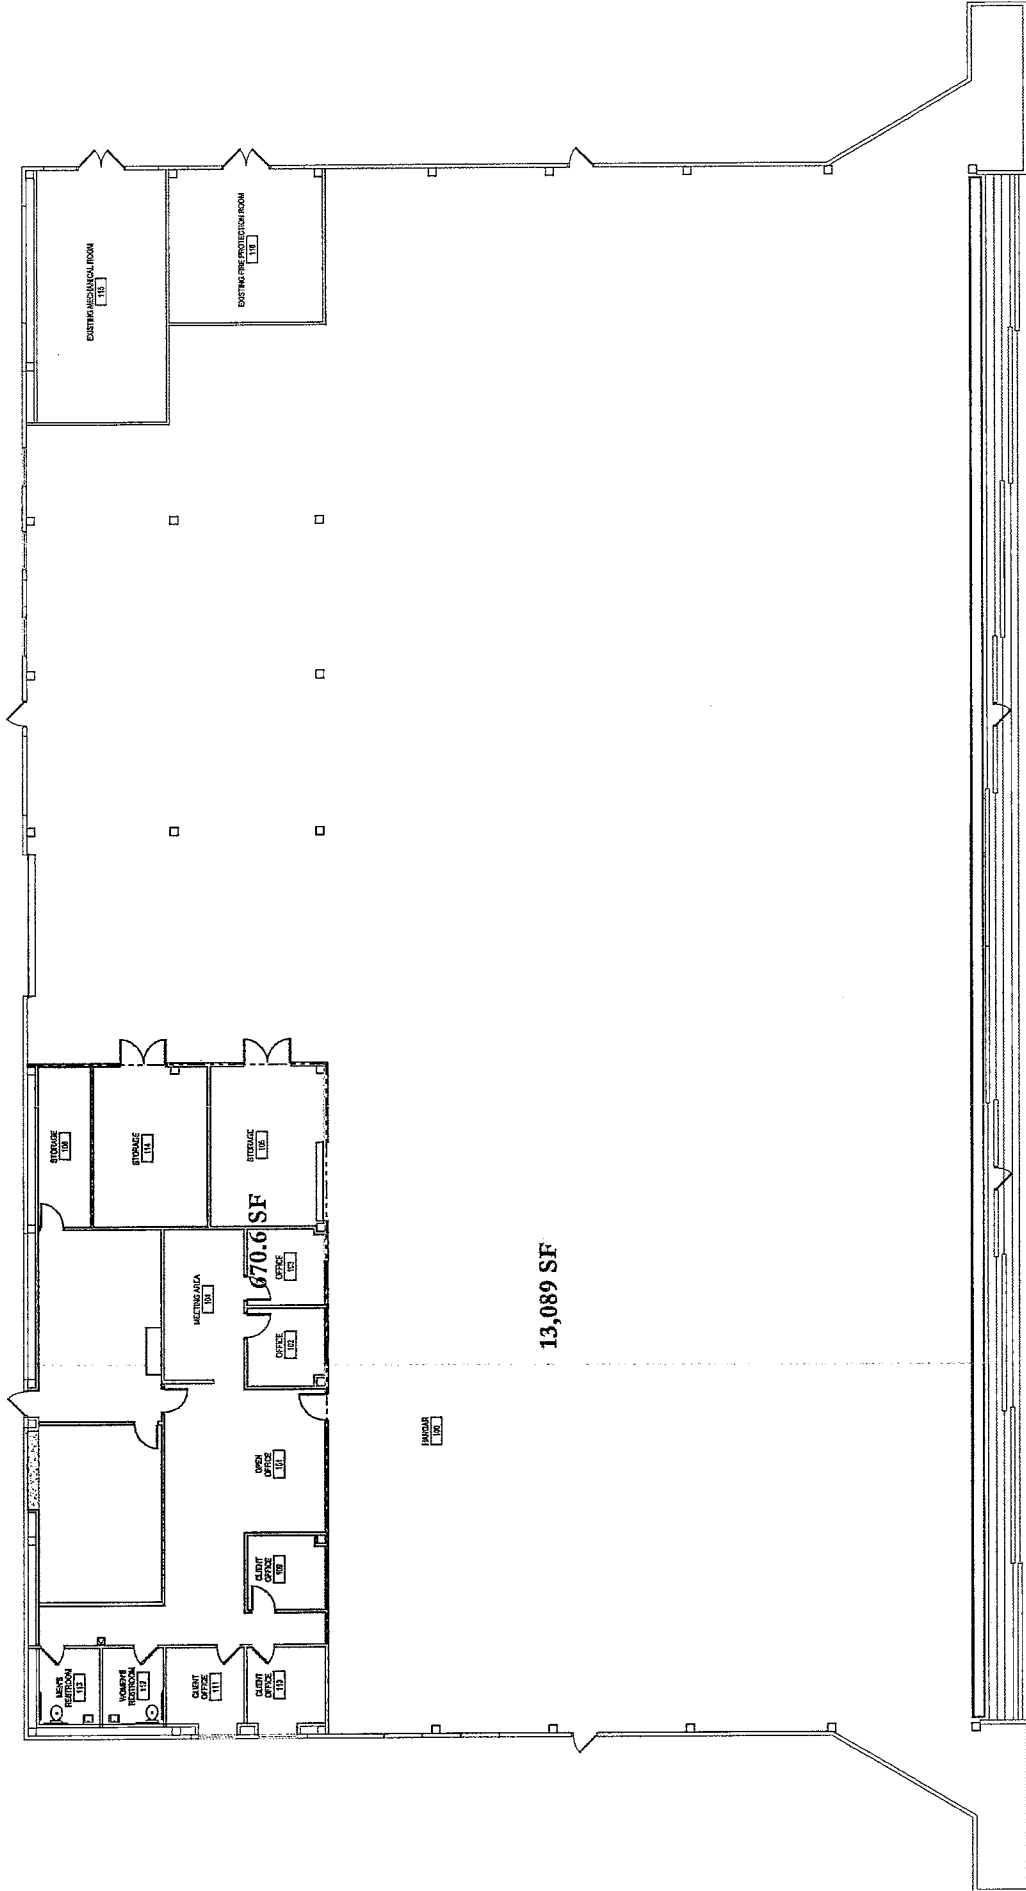 EXISTING MECHANICAL ROOM
115
EXISTING FIRE PROTECTION ROOM
116
STORAGE
108
STORAGE
114
STORAGE
105
670.6 SF
MEETING AREA
104
OFFICE
103
OFFICE
102
OPEN
OFFICE
101
CLIENT
OFFICE
109
CLIENT
OFFICE
110
CLIENT
OFFICE
111
WOMEN'S
RESTROOM
112
MEN'S
RESTROOM
113
HANGAR
100
13,089 SF